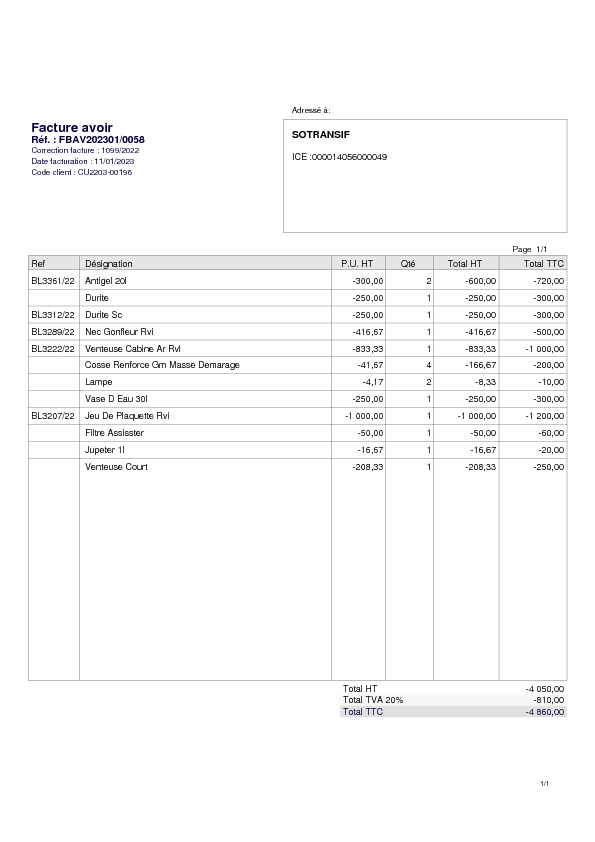 Adressé à:
Facture avoir
Réf. : FBAV202301/0058
Correction facture : 1099/2022
Date facturation : 11/01/2023
Code client : CU2203-00196
SOTRANSIF
ICE :000014056000049
Page 1/1
Ref Désignation P.U. HT Qté Total HT Total TTC
BL3361/22 Antigel 20l -300,00 2 -600,00 -720,00
Durite -250,00 1 -250,00 -300,00
BL3312/22 Durite Sc -250,00 1 -250,00 -300,00
BL3289/22 Nec Gonfleur Rvi -416,67 1 -416,67 -500,00
BL3222/22 Venteuse Cabine Ar Rvi -833,33 1 -833,33 -1 000,00
Cosse Renforce Gm Masse Demarage -41,67 4 -166,67 -200,00
Lampe -4,17 2 -8,33 -10,00
Vase D Eau 30l -250,00 1 -250,00 -300,00
BL3207/22 Jeu De Plaquette Rvi -1 000,00 1 -1 000,00 -1 200,00
Filtre Assisster -50,00 1 -50,00 -60,00
Jupeter 1l -16,67 1 -16,67 -20,00
Venteuse Court -208,33 1 -208,33 -250,00
Total HT -4 050,00
Total TVA 20% -810,00
Total TTC -4 860,00
1/1